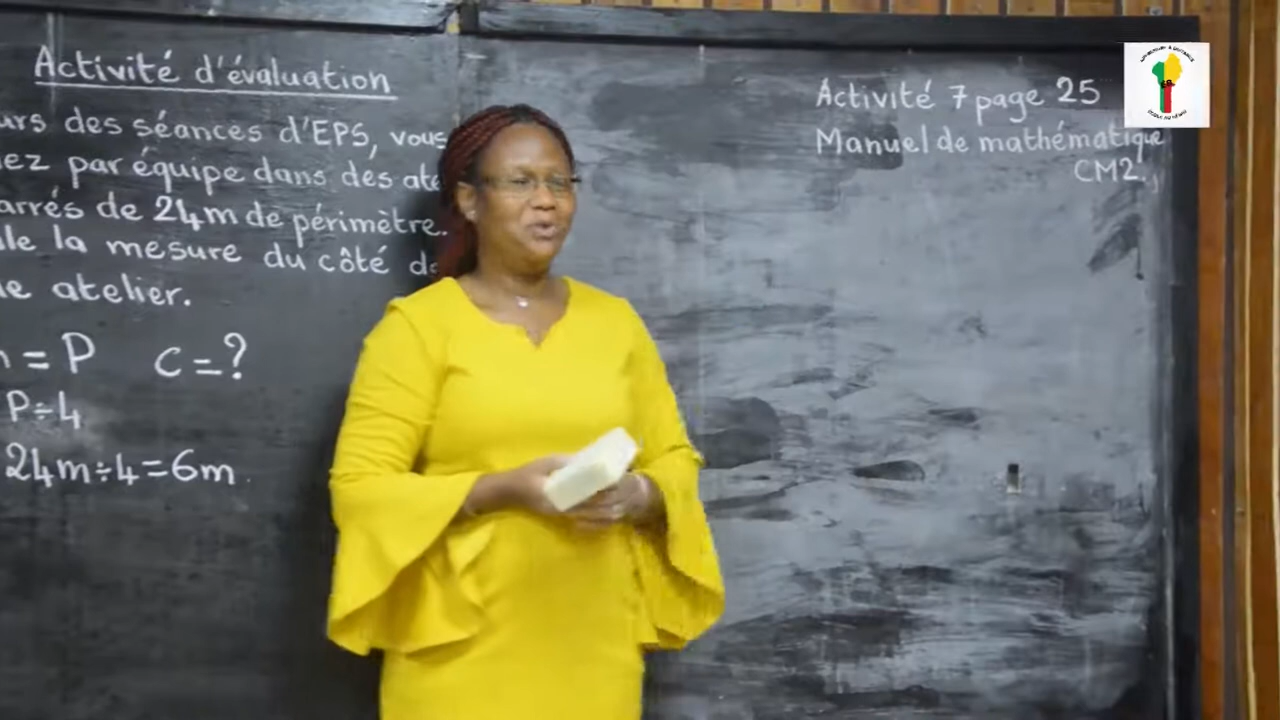 Activité d'évaluation
des séances d'EPS, vous
par équipe dans des
de 24m de périmètre.
la mesure du côté
atelier.
= P c = ?
P÷4
24m÷4=6m
Activité 7 page 25
Manuel de mathématique
CM2.